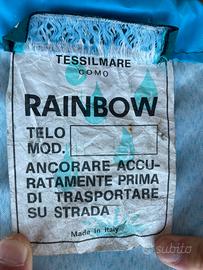 TESSILMARE
COMO
RAINBOW
TELO
MOD.
ANCORARE ACCU-
RATAMENTE PRIMA
DI TRASPORTARE
SU STRADA
Made in Italy
subito